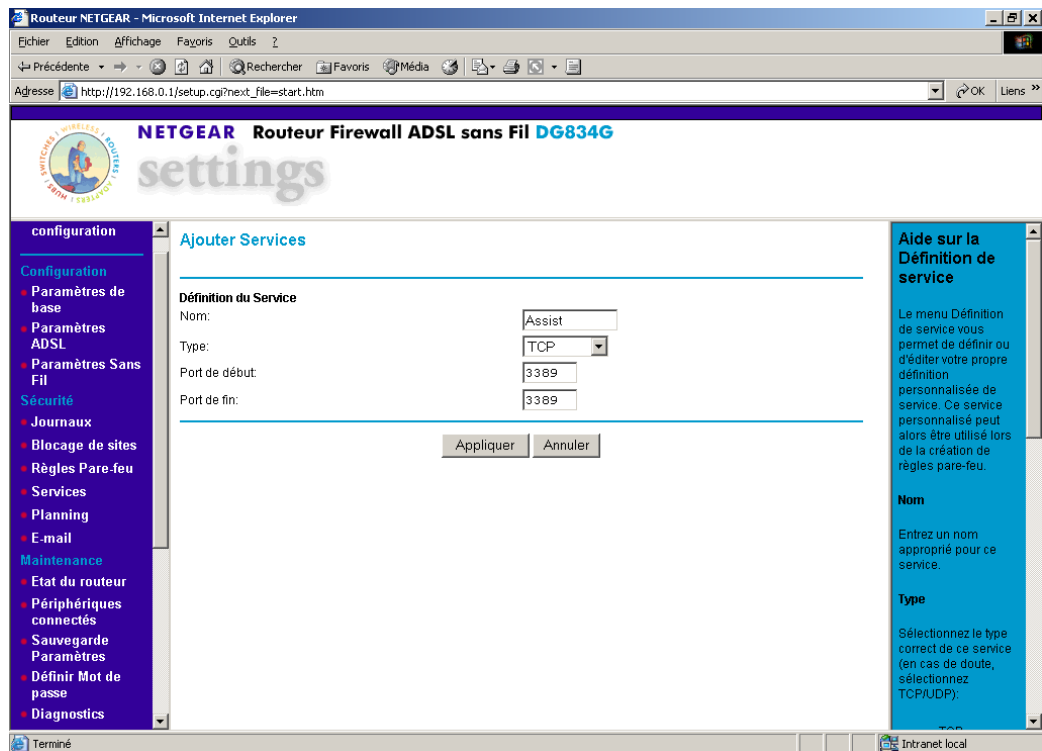 Routeur NETGEAR - Microsoft Internet Explorer
Fichier Edition Affichage Favoris Outils ?
Précédente Rechercher Favoris Média
Adresse http://192.168.0.1/setup.cgi?next_file=start.htm OK Liens »
NETGEAR Routeur Firewall ADSL sans Fil DG834G
settings
WIRELESS ROUTERS ADAPTERS HUBS SWITCHES
configuration
Configuration
Paramètres de
base
Paramètres
ADSL
Paramètres Sans
Fil
Sécurité
Journaux
Blocage de sites
Règles Pare-feu
Services
Planning
E-mail
Maintenance
Etat du routeur
Périphériques
connectés
Sauvegarde
Paramètres
Définir Mot de
passe
Diagnostics
Ajouter Services
Définition du Service
Nom: Assist
Type: TCP
Port de début: 3389
Port de fin: 3389
Appliquer Annuler
Aide sur la
Définition de
service
Le menu Définition
de service vous
permet de définir ou
d'éditer votre propre
définition
personnalisée de
service. Ce service
personnalisé peut
alors être utilisé lors
de la création de
règles pare-feu.
Nom
Entrez un nom
approprié pour ce
service.
Type
Sélectionnez le type
correct de ce service
(en cas de doute,
sélectionnez
TCP/UDP):
Terminé
Intranet local